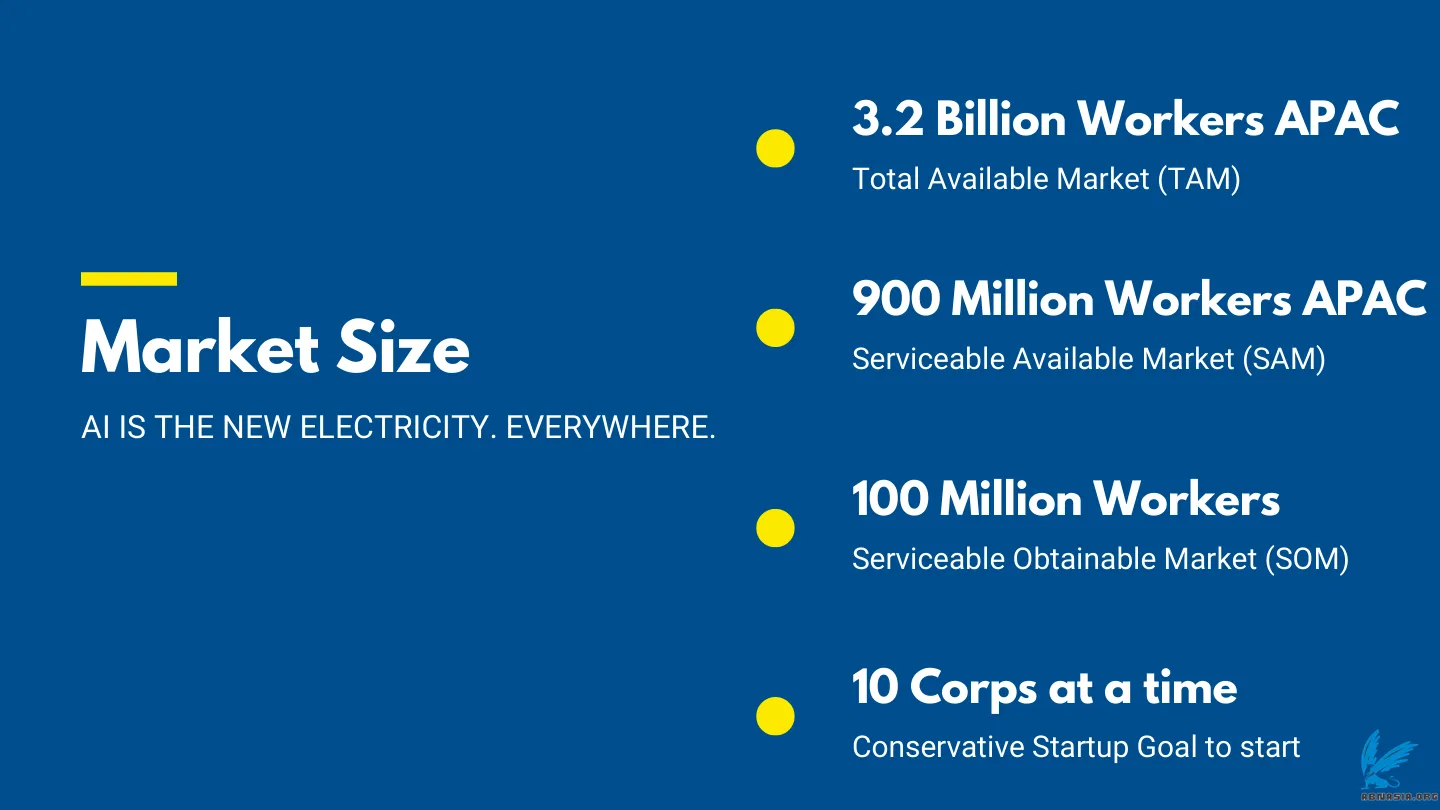 Market Size
AI IS THE NEW ELECTRICITY. EVERYWHERE.
3.2 Billion Workers APAC
Total Available Market (TAM)
900 Million Workers APAC
Serviceable Available Market (SAM)
100 Million Workers
Serviceable Obtainable Market (SOM)
10 Corps at a time
Conservative Startup Goal to start